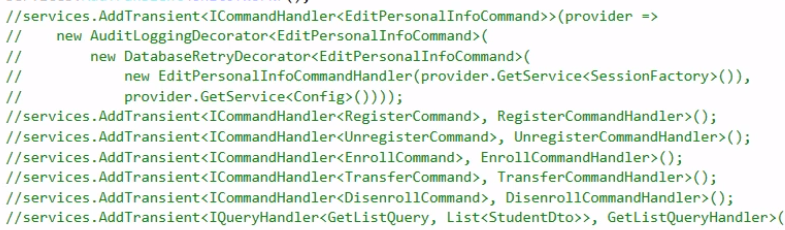 //services.AddTransient<ICommandHandler<EditPersonalInfoCommand>>(provider =>
//    new AuditLoggingDecorator<EditPersonalInfoCommand>(
//        new DatabaseRetryDecorator<EditPersonalInfoCommand>(
//            new EditPersonalInfoCommandHandler(provider.GetService<SessionFactory>()),
//            provider.GetService<Config>())));
//services.AddTransient<ICommandHandler<RegisterCommand>, RegisterCommandHandler>();
//services.AddTransient<ICommandHandler<UnregisterCommand>, UnregisterCommandHandler>();
//services.AddTransient<ICommandHandler<EnrollCommand>, EnrollCommandHandler>();
//services.AddTransient<ICommandHandler<TransferCommand>, TransferCommandHandler>();
//services.AddTransient<ICommandHandler<DisenrollCommand>, DisenrollCommandHandler>();
//services.AddTransient<IQueryHandler<GetListQuery, List<StudentDto>>, GetListQueryHandler>(